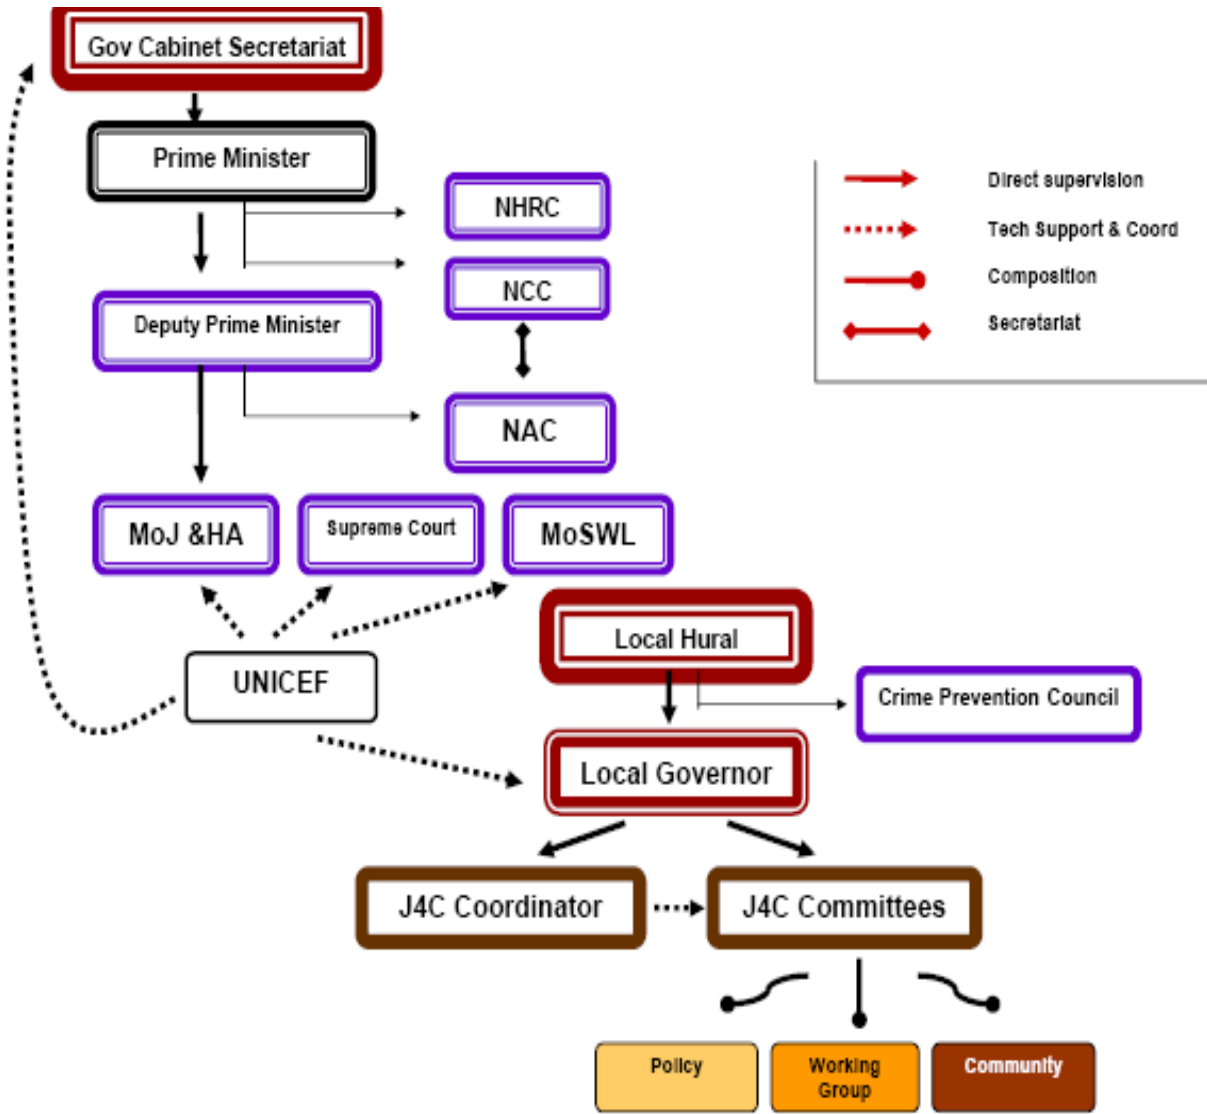 Gov Cabinet Secretariat
Prime Minister
NHRC
Direct supervision
Tech Support & Coord
NCC
Composition
Deputy Prime Minister
Secretariat
NAC
MoJ &HA
Supreme Court
MoSWL
Local Hural
UNICEF
Crime Prevention Council
Local Governor
J4C Coordinator
J4C Committees
Policy
Working
Group
Community